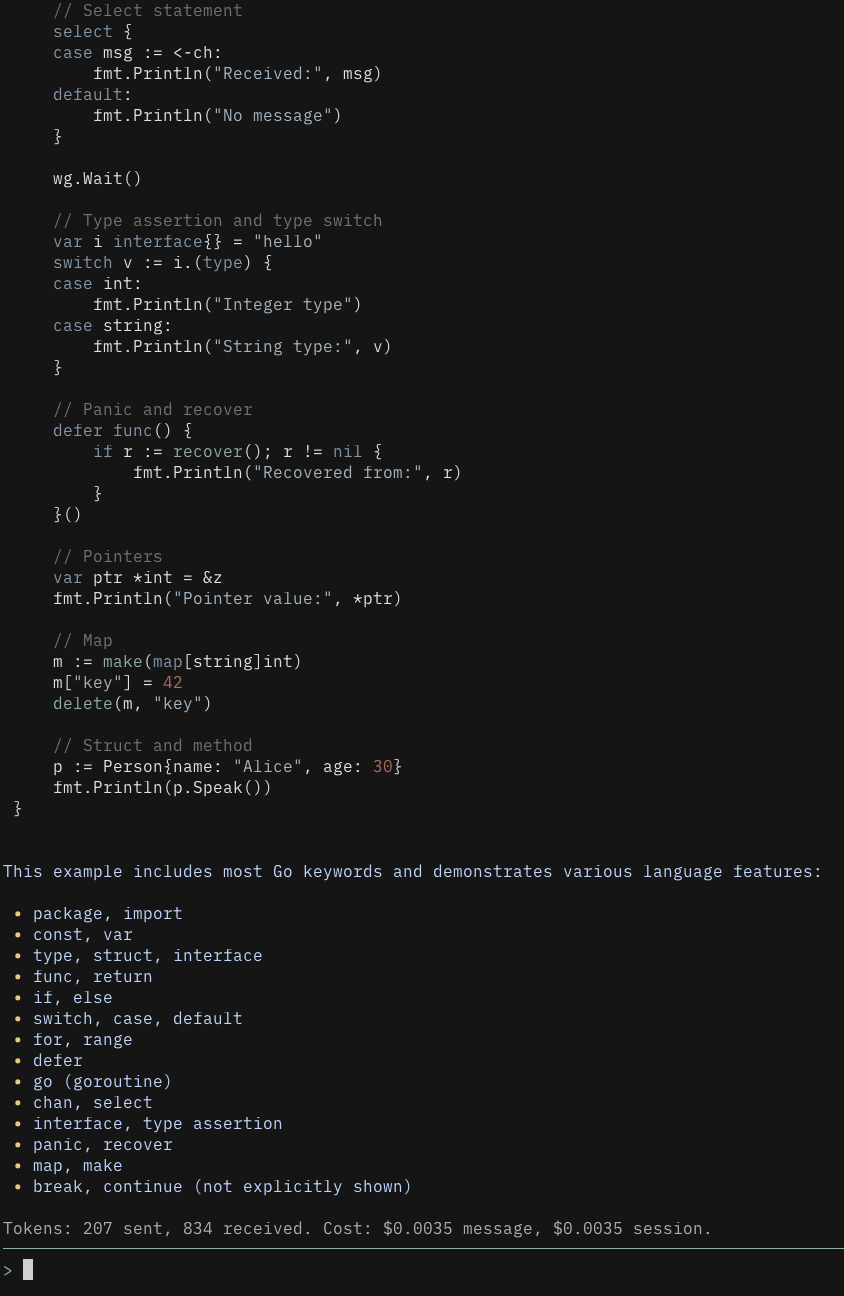 // Select statement
select {
case msg := <-ch:
    fmt.Println("Received:", msg)
default:
    fmt.Println("No message")
}
wg.Wait()
// Type assertion and type switch
var i interface{} = "hello"
switch v := i.(type) {
case int:
    fmt.Println("Integer type")
case string:
    fmt.Println("String type:", v)
}
// Panic and recover
defer func() {
    if r := recover(); r != nil {
        fmt.Println("Recovered from:", r)
    }
}()
// Pointers
var ptr *int = &z
fmt.Println("Pointer value:", *ptr)
// Map
m := make(map[string]int)
m["key"] = 42
delete(m, "key")
// Struct and method
p := Person{name: "Alice", age: 30}
fmt.Println(p.Speak())
}
This example includes most Go keywords and demonstrates various language features:
• package, import
• const, var
• type, struct, interface
• func, return
• if, else
• switch, case, default
• for, range
• defer
• go (goroutine)
• chan, select
• interface, type assertion
• panic, recover
• map, make
• break, continue (not explicitly shown)
Tokens: 207 sent, 834 received. Cost: $0.0035 message, $0.0035 session.
>